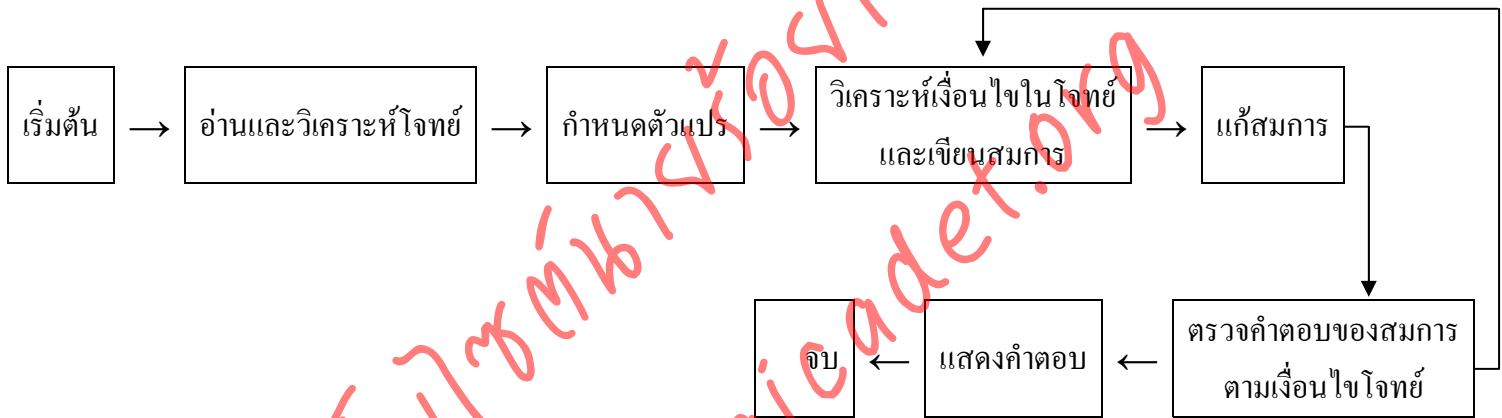 เริ่มต้น
อ่านและวิเคราะห์โจทย์
กำหนดตัวแปร
วิเคราะห์เงื่อนไขในโจทย์
และเขียนสมการ
แก้สมการ
ตรวจคำตอบของสมการ
ตามเงื่อนไขโจทย์
แสดงคำตอบ
จบ